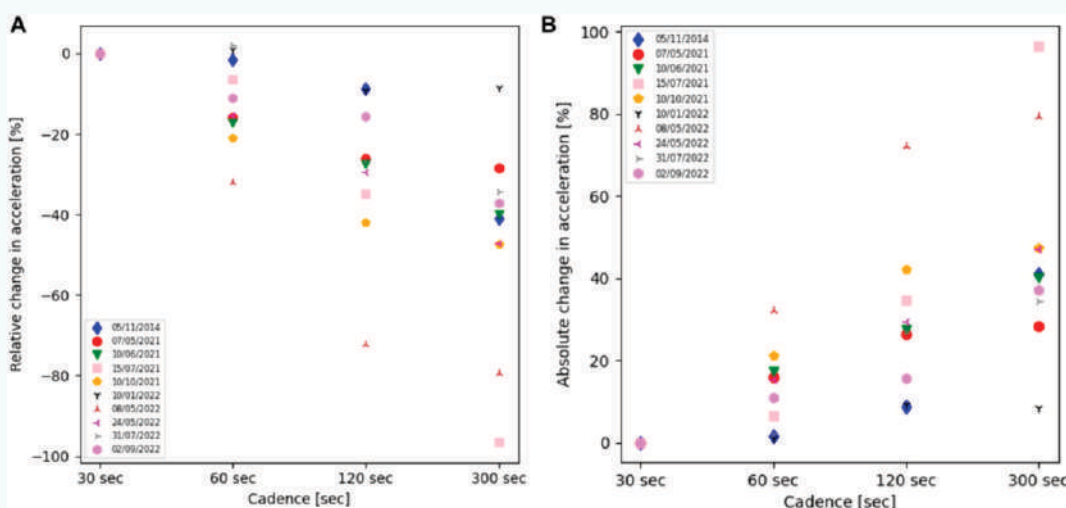 A
Relative change in acceleration [%]
0
−20
−40
−60
−80
−100
05/11/2014
07/05/2021
10/06/2021
15/07/2021
10/10/2021
10/01/2022
08/05/2022
24/05/2022
31/07/2022
02/09/2022
30 sec
60 sec
120 sec
300 sec
Cadence [sec]
B
Absolute change in acceleration [%]
100
80
60
40
20
0
05/11/2014
07/05/2021
10/06/2021
15/07/2021
10/10/2021
10/01/2022
08/05/2022
24/05/2022
31/07/2022
02/09/2022
30 sec
60 sec
120 sec
300 sec
Cadence [sec]